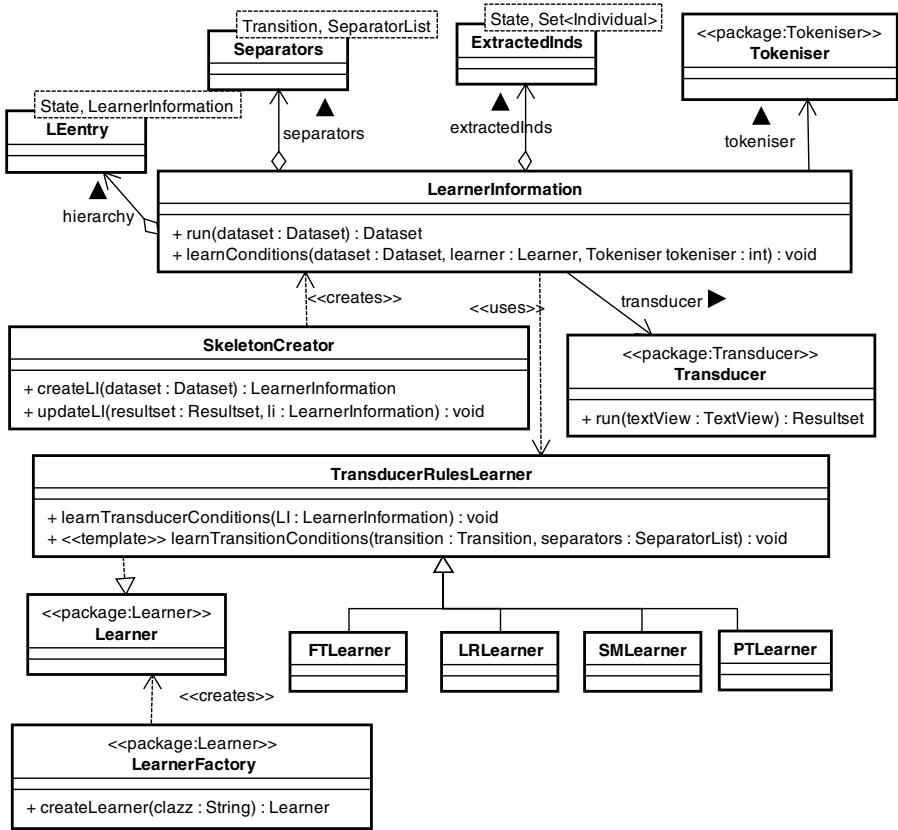 Transition, SeparatorList
Separators
State, Set<Individual>
ExtractedInds
<<package:Tokeniser>>
Tokeniser
State, LearnerInformation
LEentry
separators
extractedInds
tokeniser
hierarchy
LearnerInformation
+ run(dataset : Dataset) : Dataset
+ learnConditions(dataset : Dataset, learner : Learner, Tokeniser tokeniser : int) : void
<<creates>>
<<uses>>
transducer
SkeletonCreator
+ createLI(dataset : Dataset) : LearnerInformation
+ updateLI(resultset : Resultset, li : LearnerInformation) : void
<<package:Transducer>>
Transducer
+ run(textView : TextView) : Resultset
TransducerRulesLearner
+ learnTransducerConditions(LI : LearnerInformation) : void
+ <<template>> learnTransitionConditions(transition : Transition, separators : SeparatorList) : void
<<package:Learner>>
Learner
FTLearner
LRLearner
SMLearner
PTLearner
<<creates>>
<<package:Learner>>
LearnerFactory
+ createLearner(clazz : String) : Learner